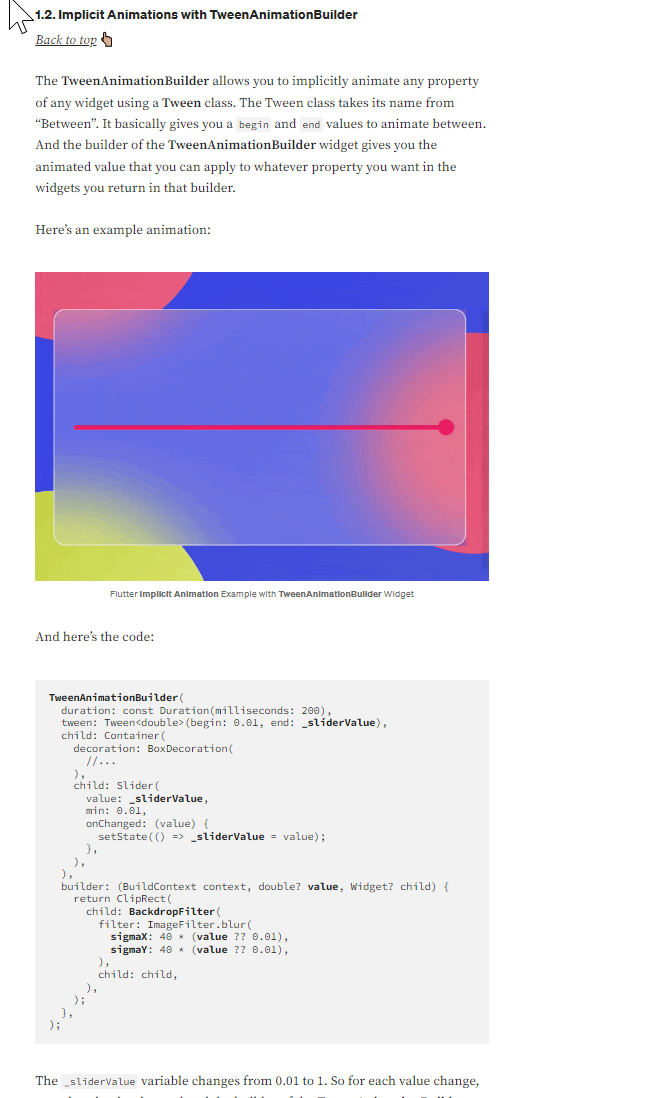 1.2. Implicit Animations with TweenAnimationBuilder
Back to top
The TweenAnimationBuilder allows you to implicitly animate any property
of any widget using a Tween class. The Tween class takes its name from
“Between”. It basically gives you a begin and end values to animate between.
And the builder of the TweenAnimationBuilder widget gives you the
animated value that you can apply to whatever property you want in the
widgets you return in that builder.
Here’s an example animation:
Flutter Implicit Animation Example with TweenAnimationBuilder Widget
And here’s the code:
TweenAnimationBuilder(
  duration: const Duration(milliseconds: 200),
  tween: Tween<double>(begin: 0.01, end: _sliderValue),
  child: Container(
    decoration: BoxDecoration(
      //...
    ),
    child: Slider(
      value: _sliderValue,
      min: 0.01,
      onChanged: (value) {
        setState(() => _sliderValue = value);
      },
    ),
  ),
  builder: (BuildContext context, double? value, Widget? child) {
    return ClipRect(
      child: BackdropFilter(
        filter: ImageFilter.blur(
          sigmaX: 40 * (value ?? 0.01),
          sigmaY: 40 * (value ?? 0.01),
        ),
        child: child,
      ),
    );
  },
);
The _sliderValue variable changes from 0.01 to 1. So for each value change,